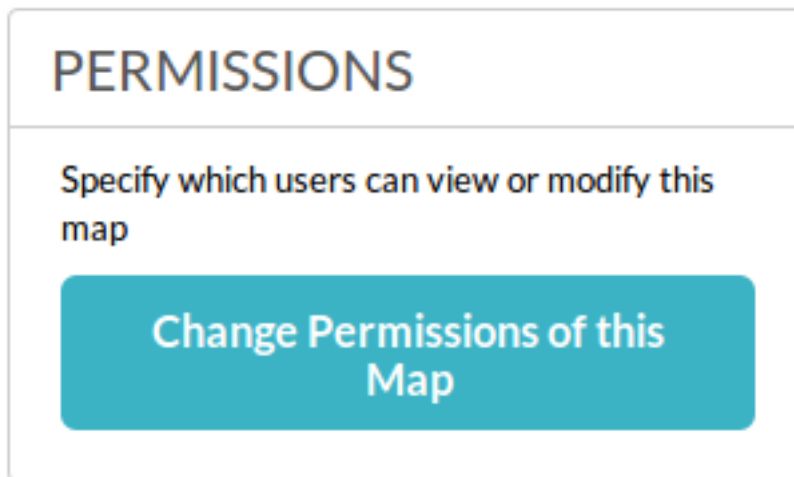 PERMISSIONS
Specify which users can view or modify this
map
Change Permissions of this
Map